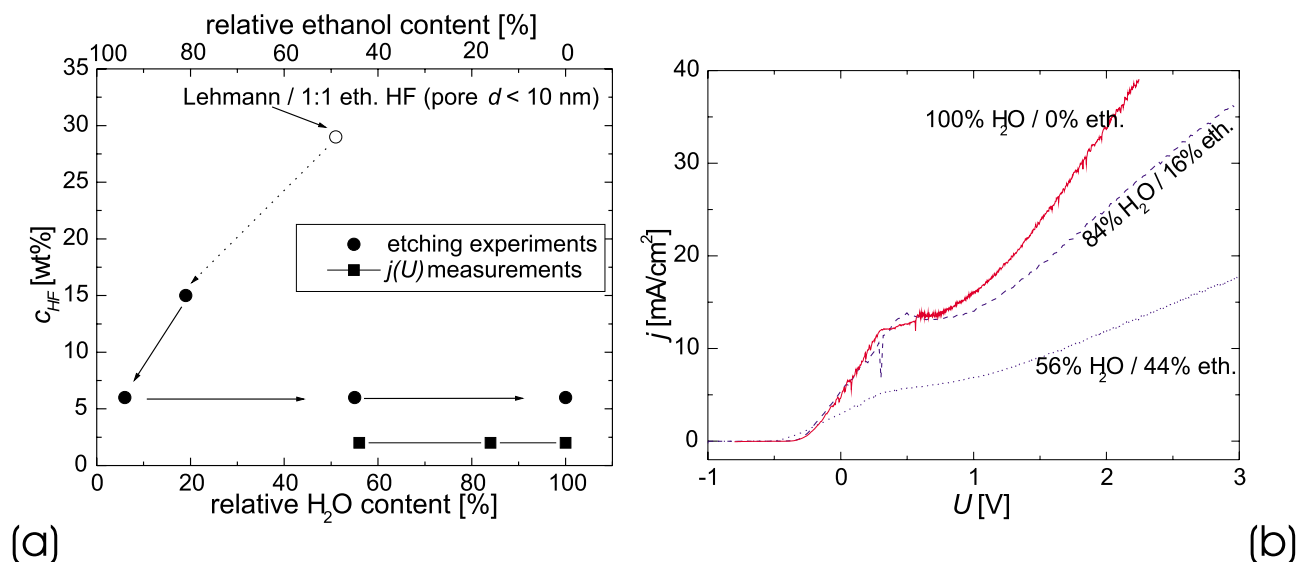 relative ethanol content [%]
100 80 60 40 20 0
35
30
25
20
15
10
5
0
c_HF [wt%]
Lehmann / 1:1 eth. HF (pore d < 10 nm)
etching experiments
j(U) measurements
0 20 40 60 80 100
relative H₂O content [%]
(a)
40
30
20
10
0
j [mA/cm²]
100% H₂O / 0% eth.
84% H₂O / 16% eth.
56% H₂O / 44% eth.
-1 0 1 2 3
U [V]
(b)